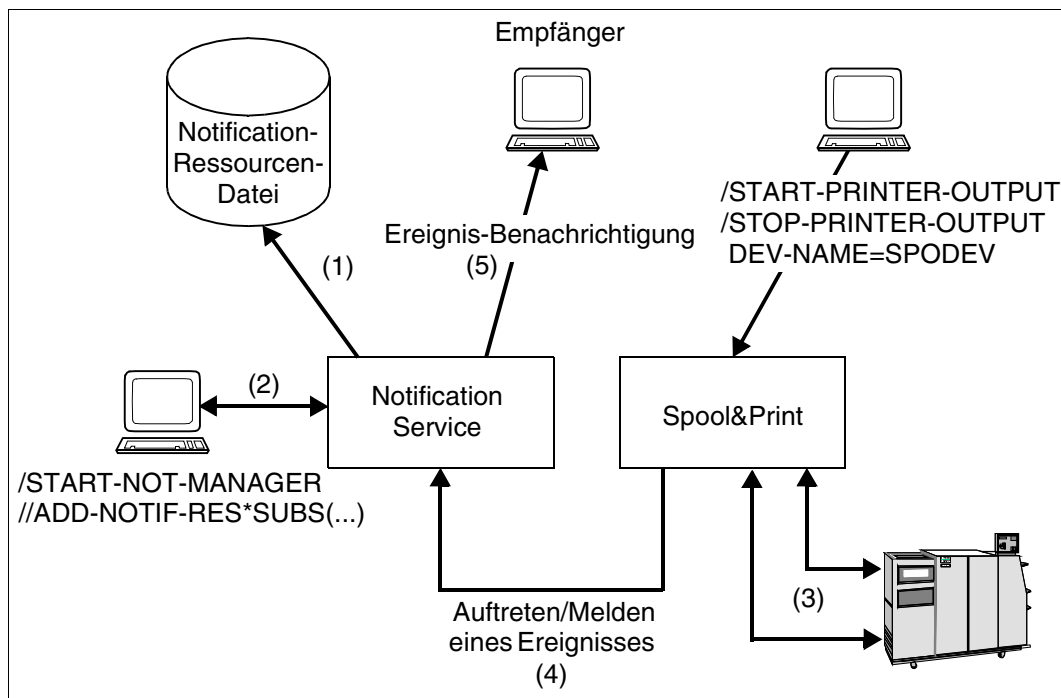 Empfänger
Notification-
Ressourcen-
Datei
/START-PRINTER-OUTPUT
/STOP-PRINTER-OUTPUT
DEV-NAME=SPODEV
Ereignis-Benachrichtigung
(5)
(1)
(2)
Notification
Service
Spool&Print
/START-NOT-MANAGER
//ADD-NOTIF-RES*SUBS(...)
(3)
Auftreten/Melden
eines Ereignisses
(4)